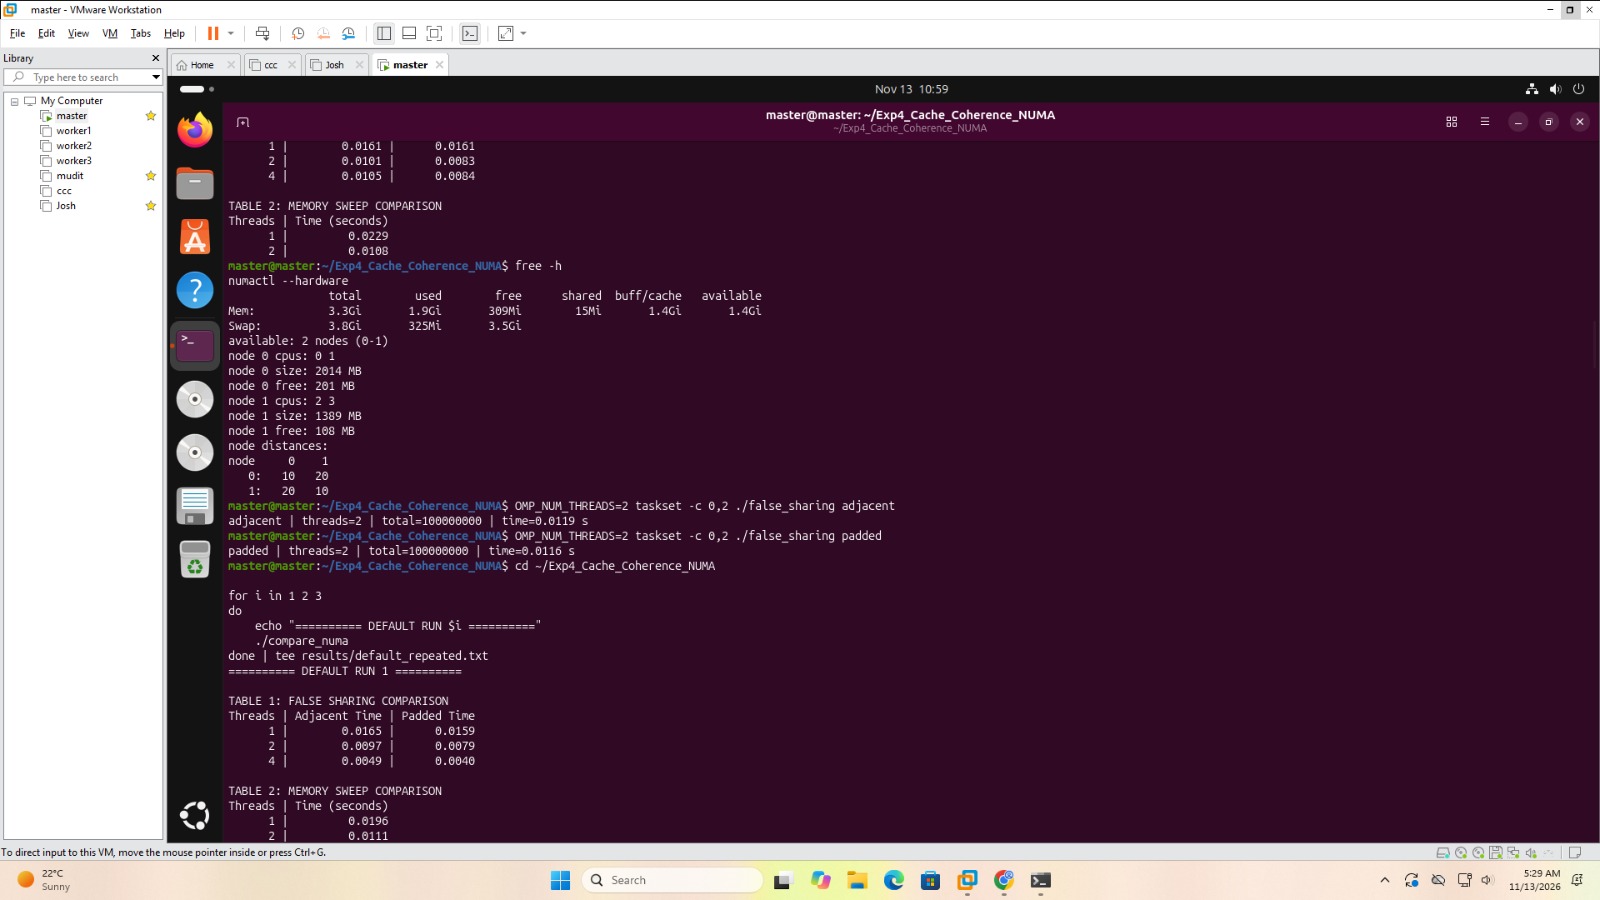 master - VMware Workstation
File Edit View VM Tabs Help
Library
Type here to search
My Computer
master
worker1
worker2
worker3
mudit
ccc
Josh
Home
ccc
Josh
master
Nov 13 10:59
master@master: ~/Exp4_Cache_Coherence_NUMA
~/Exp4_Cache_Coherence_NUMA
1 | 0.0161 | 0.0161
2 | 0.0101 | 0.0083
4 | 0.0105 | 0.0084
TABLE 2: MEMORY SWEEP COMPARISON
Threads | Time (seconds)
1 | 0.0229
2 | 0.0108
master@master:~/Exp4_Cache_Coherence_NUMA$ free -h
numactl --hardware
total used free shared buff/cache available
Mem: 3.3Gi 1.9Gi 309Mi 15Mi 1.4Gi 1.4Gi
Swap: 3.8Gi 325Mi 3.5Gi
available: 2 nodes (0-1)
node 0 cpus: 0 1
node 0 size: 2014 MB
node 0 free: 201 MB
node 1 cpus: 2 3
node 1 size: 1389 MB
node 1 free: 108 MB
node distances:
node 0 1
0: 10 20
1: 20 10
master@master:~/Exp4_Cache_Coherence_NUMA$ OMP_NUM_THREADS=2 taskset -c 0,2 ./false_sharing adjacent
adjacent | threads=2 | total=100000000 | time=0.0119 s
master@master:~/Exp4_Cache_Coherence_NUMA$ OMP_NUM_THREADS=2 taskset -c 0,2 ./false_sharing padded
padded | threads=2 | total=100000000 | time=0.0116 s
master@master:~/Exp4_Cache_Coherence_NUMA$ cd ~/Exp4_Cache_Coherence_NUMA
for i in 1 2 3
do
echo "========== DEFAULT RUN $i =========="
./compare_numa
done | tee results/default_repeated.txt
========== DEFAULT RUN 1 ==========
TABLE 1: FALSE SHARING COMPARISON
Threads | Adjacent Time | Padded Time
1 | 0.0165 | 0.0159
2 | 0.0097 | 0.0079
4 | 0.0049 | 0.0040
TABLE 2: MEMORY SWEEP COMPARISON
Threads | Time (seconds)
1 | 0.0196
2 | 0.0111
To direct input to this VM, move the mouse pointer inside or press Ctrl+G.
22°C
Sunny
Search
5:29 AM
11/13/2026